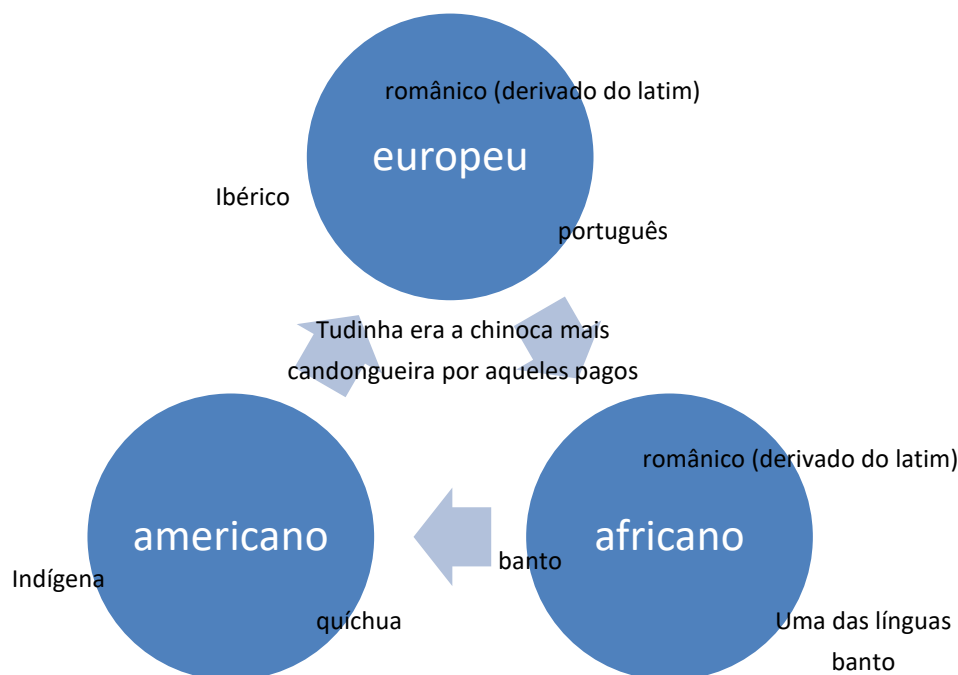 românico (derivado do latim)
europeu
Ibérico
português
Tudinha era a chinoca mais
candongueira por aqueles pagos
românico (derivado do latim)
americano
africano
banto
Indígena
quíchua
Uma das línguas
banto